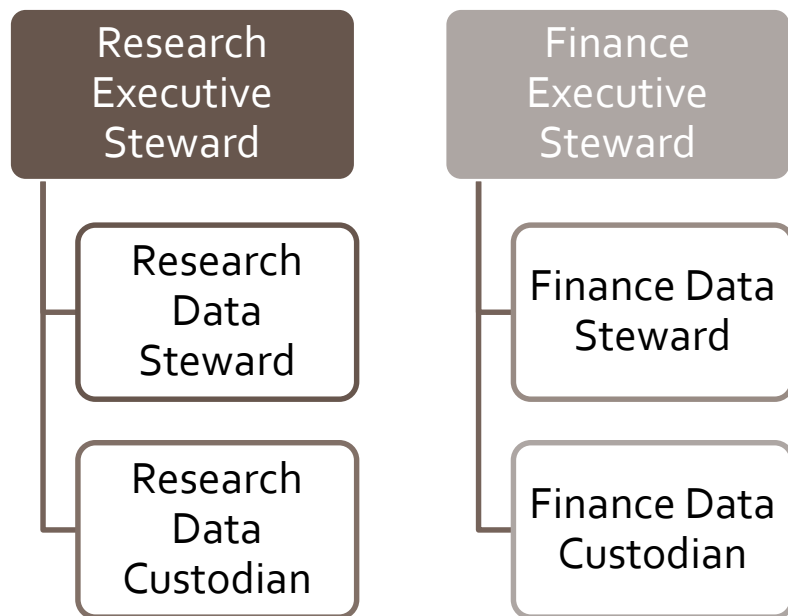 Research
Executive
Steward
Research
Data
Steward
Research
Data
Custodian
Finance
Executive
Steward
Finance Data
Steward
Finance Data
Custodian